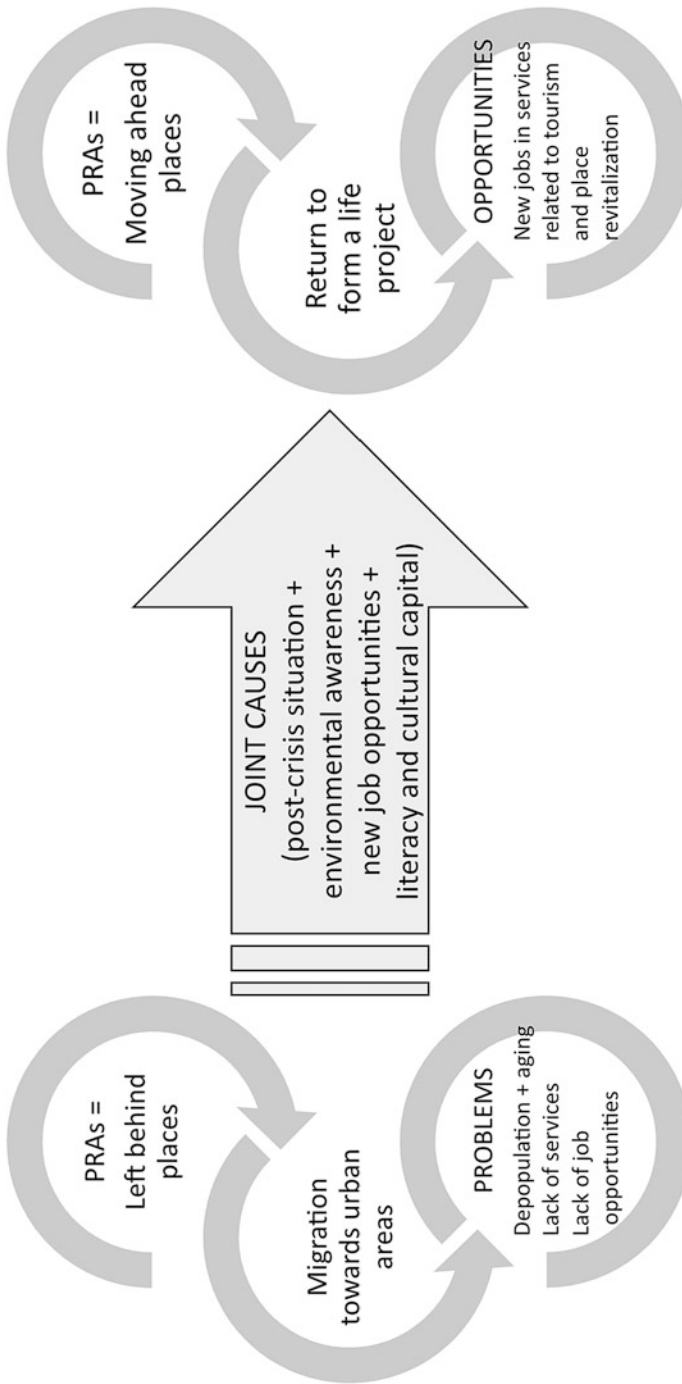 PRAs =
Left behind
places
Migration
towards urban
areas
PROBLEMS
Depopulation + aging
Lack of services
Lack of job
opportunities
JOINT CAUSES
(post-crisis situation +
environmental awareness +
new job opportunities +
literacy and cultural capital)
PRAs =
Moving ahead
places
Return to
form a life
project
OPPORTUNITIES
New jobs in services
related to tourism
and place
revitalization